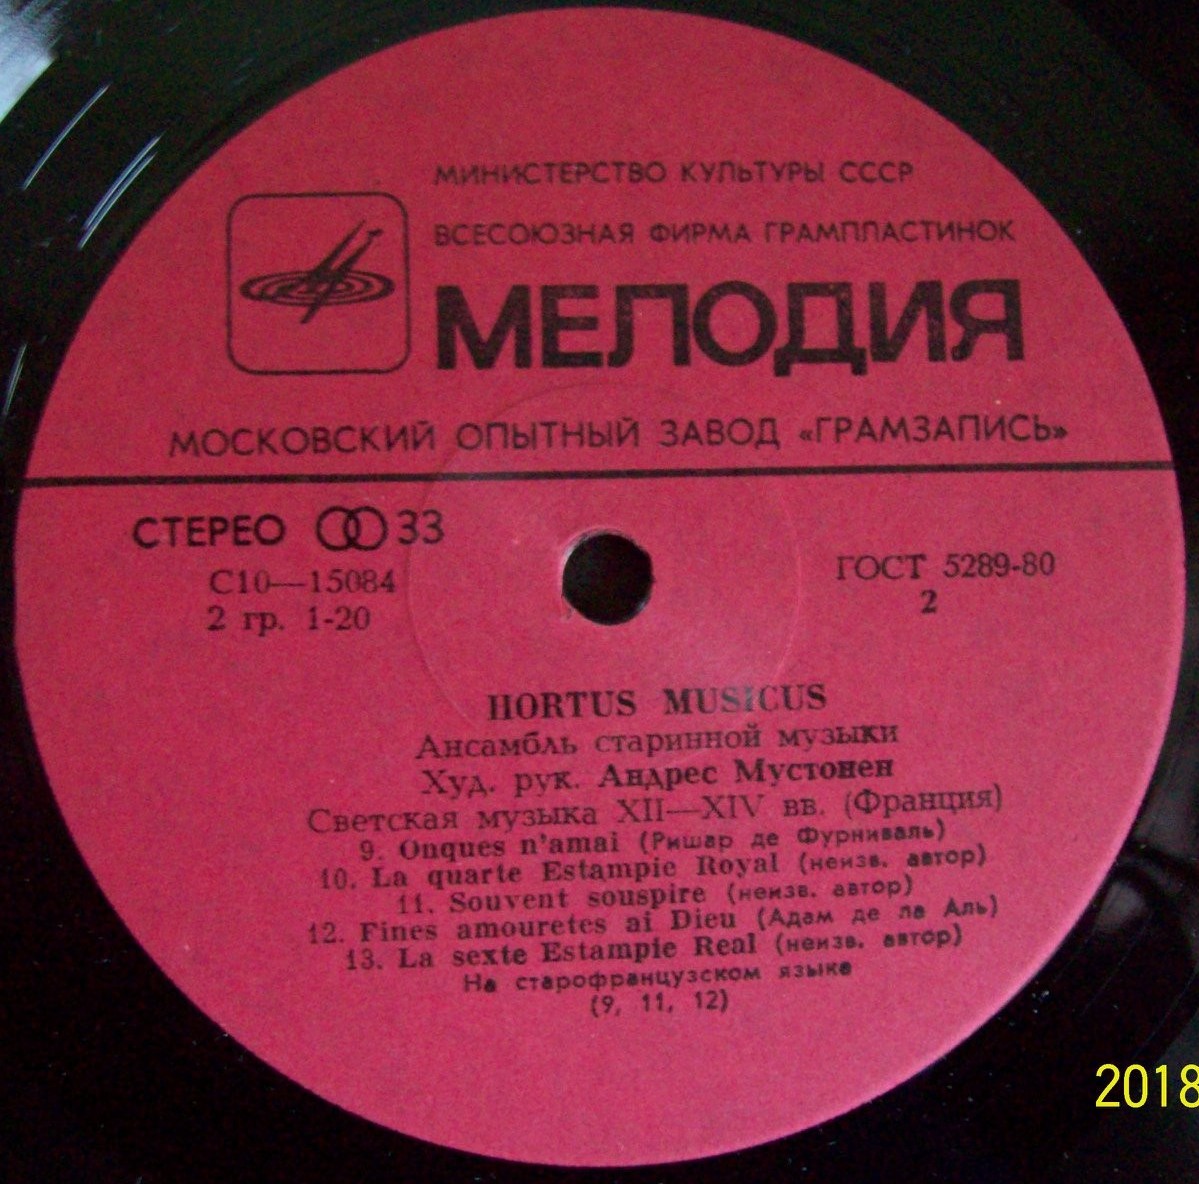 МИНИСТЕРСТВО КУЛЬТУРЫ СССР
ВСЕСОЮЗНАЯ ФИРМА ГРАМПЛАСТИНОК
МЕЛОДИЯ
МОСКОВСКИЙ ОПЫТНЫЙ ЗАВОД «ГРАМЗАПИСЬ»
СТЕРЕО 33
С10—15084
2 гр. 1-20
ГОСТ 5289-80
2
HORTUS MUSICUS
Ансамбль старинной музыки
Худ. рук. Андрес Мустонен
Светская музыка XII—XIV вв. (Франция)
9. Onques n'amai (Ришар де Фурниваль)
10. La quarte Estampie Royal (неизв. автор)
11. Souvent souspire (неизв. автор)
12. Fines amouretes ai Dieu (Адам де ла Аль)
13. La sexte Estampie Real (неизв. автор)
На старофранцузском языке
(9, 11, 12)
2018